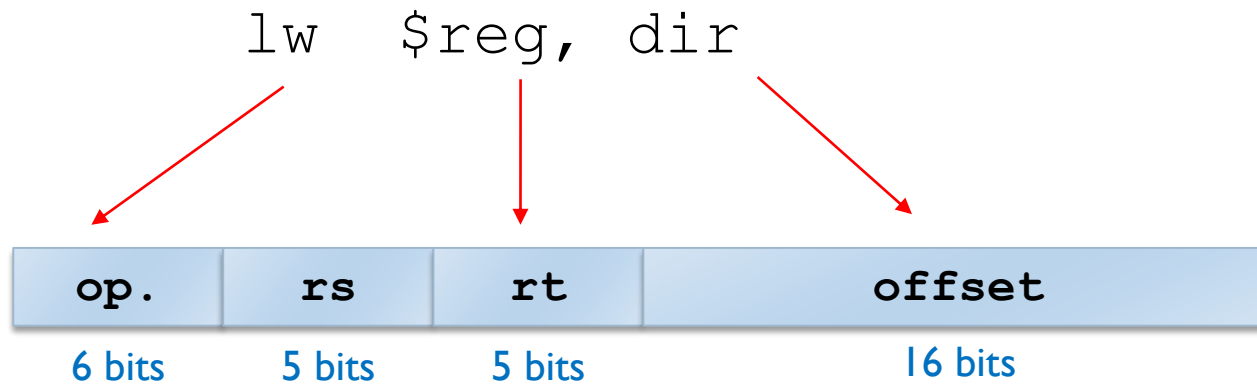 lw $reg, dir
op. rs rt offset
6 bits 5 bits 5 bits 16 bits